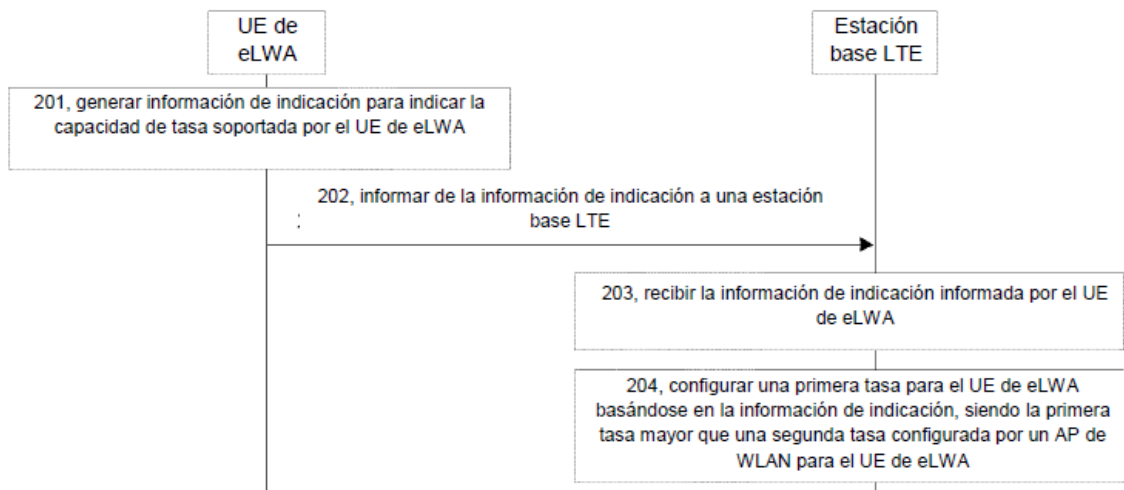 UE de
eLWA
Estación
base LTE
201, generar información de indicación para indicar la
capacidad de tasa soportada por el UE de eLWA
202, informar de la información de indicación a una estación
base LTE
203, recibir la información de indicación informada por el UE
de eLWA
204, configurar una primera tasa para el UE de eLWA
basándose en la información de indicación, siendo la primera
tasa mayor que una segunda tasa configurada por un AP de
WLAN para el UE de eLWA